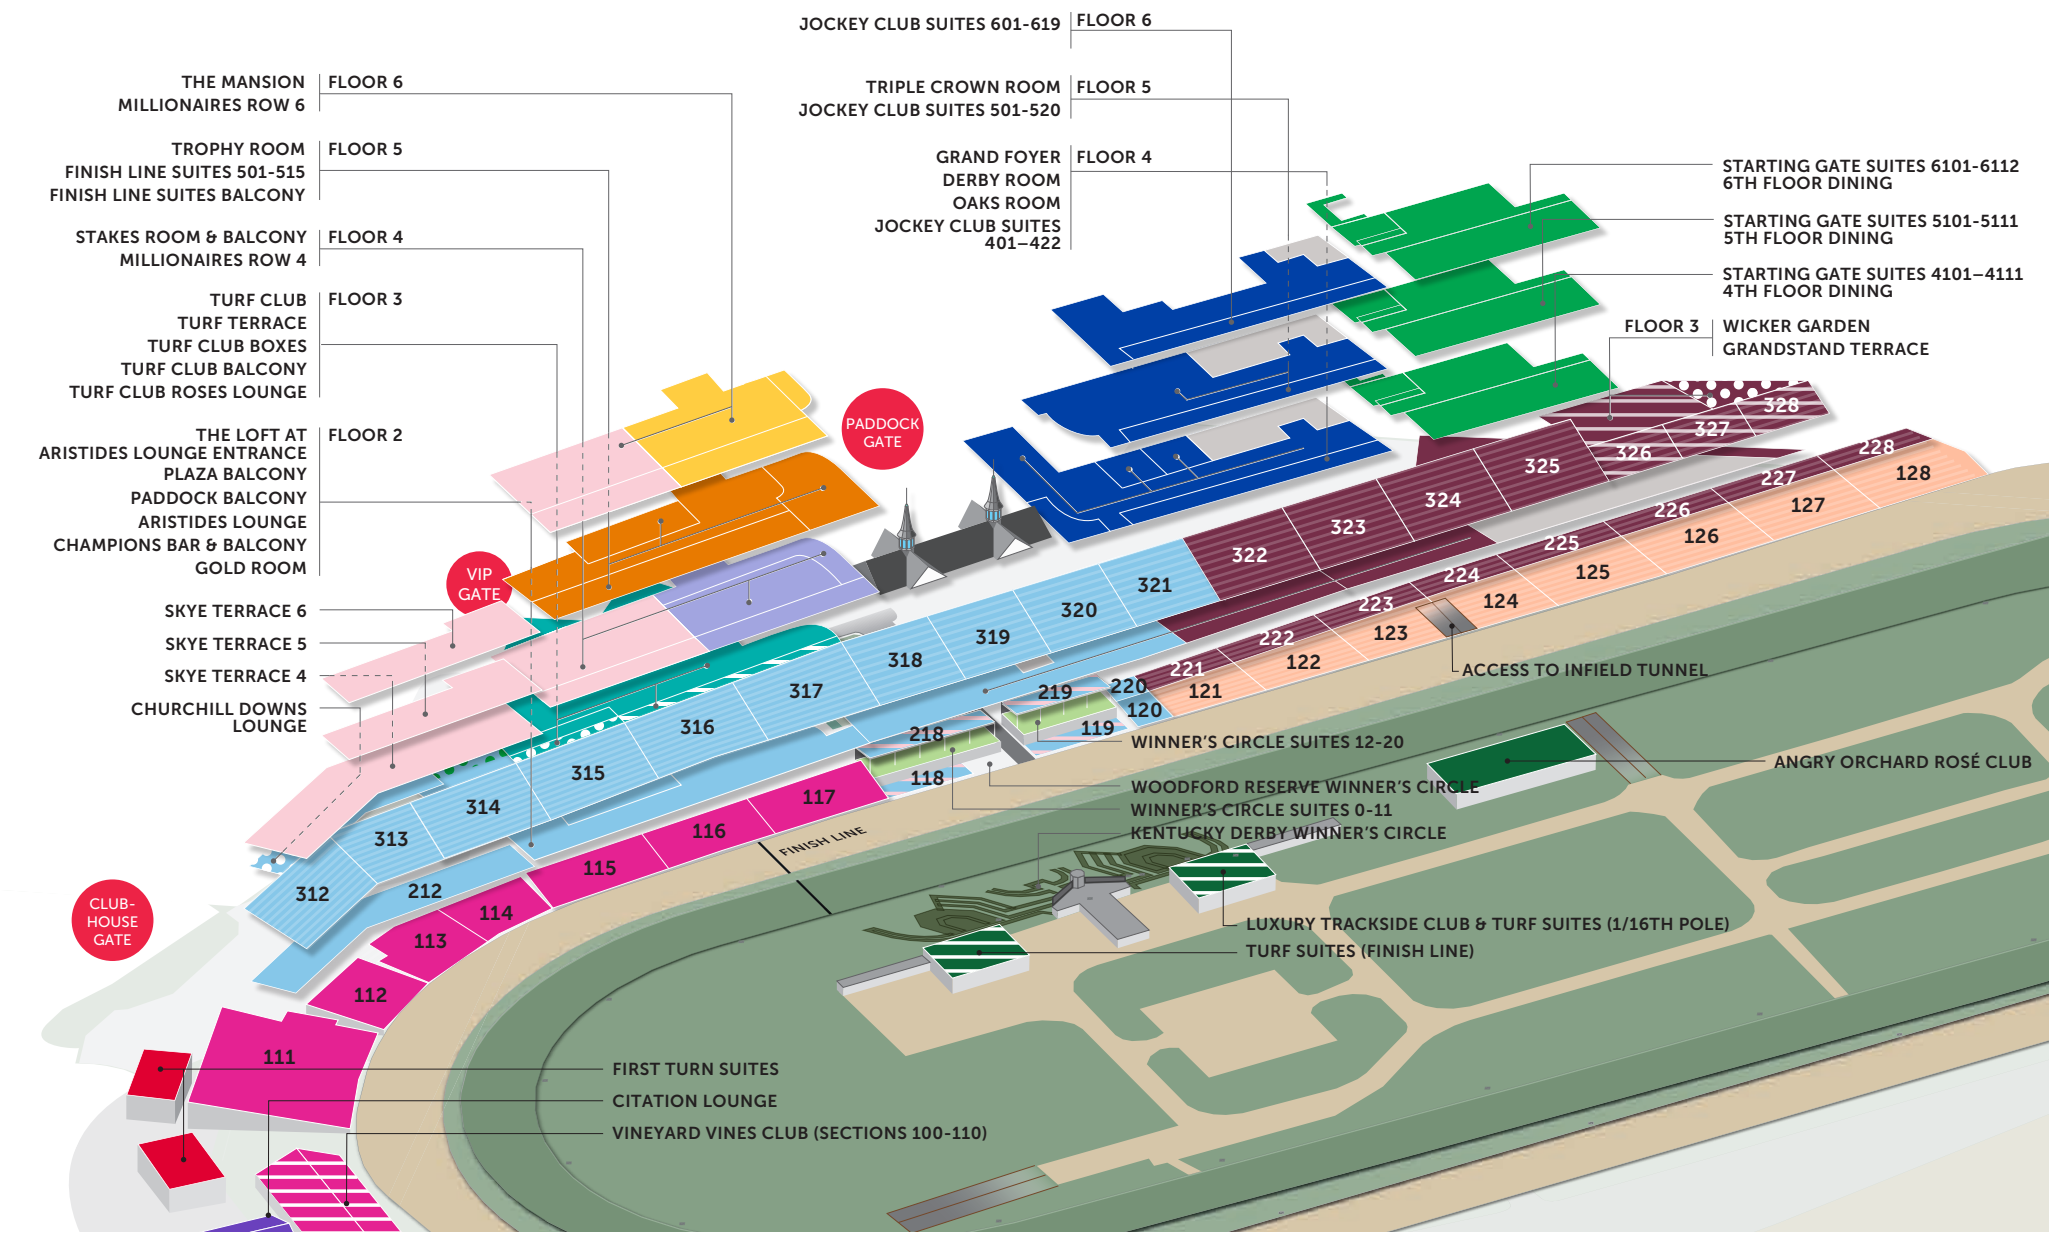 JOCKEY CLUB SUITES 601-619
FLOOR 6
TRIPLE CROWN ROOM
FLOOR 5
JOCKEY CLUB SUITES 501-520
GRAND FOYER
FLOOR 4
DERBY ROOM
OAKS ROOM
JOCKEY CLUB SUITES
401–422
THE MANSION
FLOOR 6
MILLIONAIRES ROW 6
TROPHY ROOM
FLOOR 5
FINISH LINE SUITES 501-515
FINISH LINE SUITES BALCONY
STAKES ROOM & BALCONY
FLOOR 4
MILLIONAIRES ROW 4
TURF CLUB
FLOOR 3
TURF TERRACE
TURF CLUB BOXES
TURF CLUB BALCONY
TURF CLUB ROSES LOUNGE
THE LOFT AT
FLOOR 2
ARISTIDES LOUNGE ENTRANCE
PLAZA BALCONY
PADDOCK BALCONY
ARISTIDES LOUNGE
CHAMPIONS BAR & BALCONY
GOLD ROOM
SKYE TERRACE 6
SKYE TERRACE 5
SKYE TERRACE 4
CHURCHILL DOWNS
LOUNGE
STARTING GATE SUITES 6101-6112
6TH FLOOR DINING
STARTING GATE SUITES 5101-5111
5TH FLOOR DINING
STARTING GATE SUITES 4101–4111
4TH FLOOR DINING
FLOOR 3
WICKER GARDEN
GRANDSTAND TERRACE
PADDOCK
GATE
VIP
GATE
CLUB-
HOUSE
GATE
328
327
326
325
324
323
322
321
320
319
318
317
316
315
314
313
312
228
227
226
225
224
223
222
221
220
219
218
212
128
127
126
125
124
123
122
121
120
119
118
117
116
115
114
113
112
111
ACCESS TO INFIELD TUNNEL
WINNER'S CIRCLE SUITES 12-20
WOODFORD RESERVE WINNER'S CIRCLE
WINNER'S CIRCLE SUITES 0-11
KENTUCKY DERBY WINNER'S CIRCLE
FINISH LINE
ANGRY ORCHARD ROSÉ CLUB
LUXURY TRACKSIDE CLUB & TURF SUITES (1/16TH POLE)
TURF SUITES (FINISH LINE)
FIRST TURN SUITES
CITATION LOUNGE
VINEYARD VINES CLUB (SECTIONS 100-110)